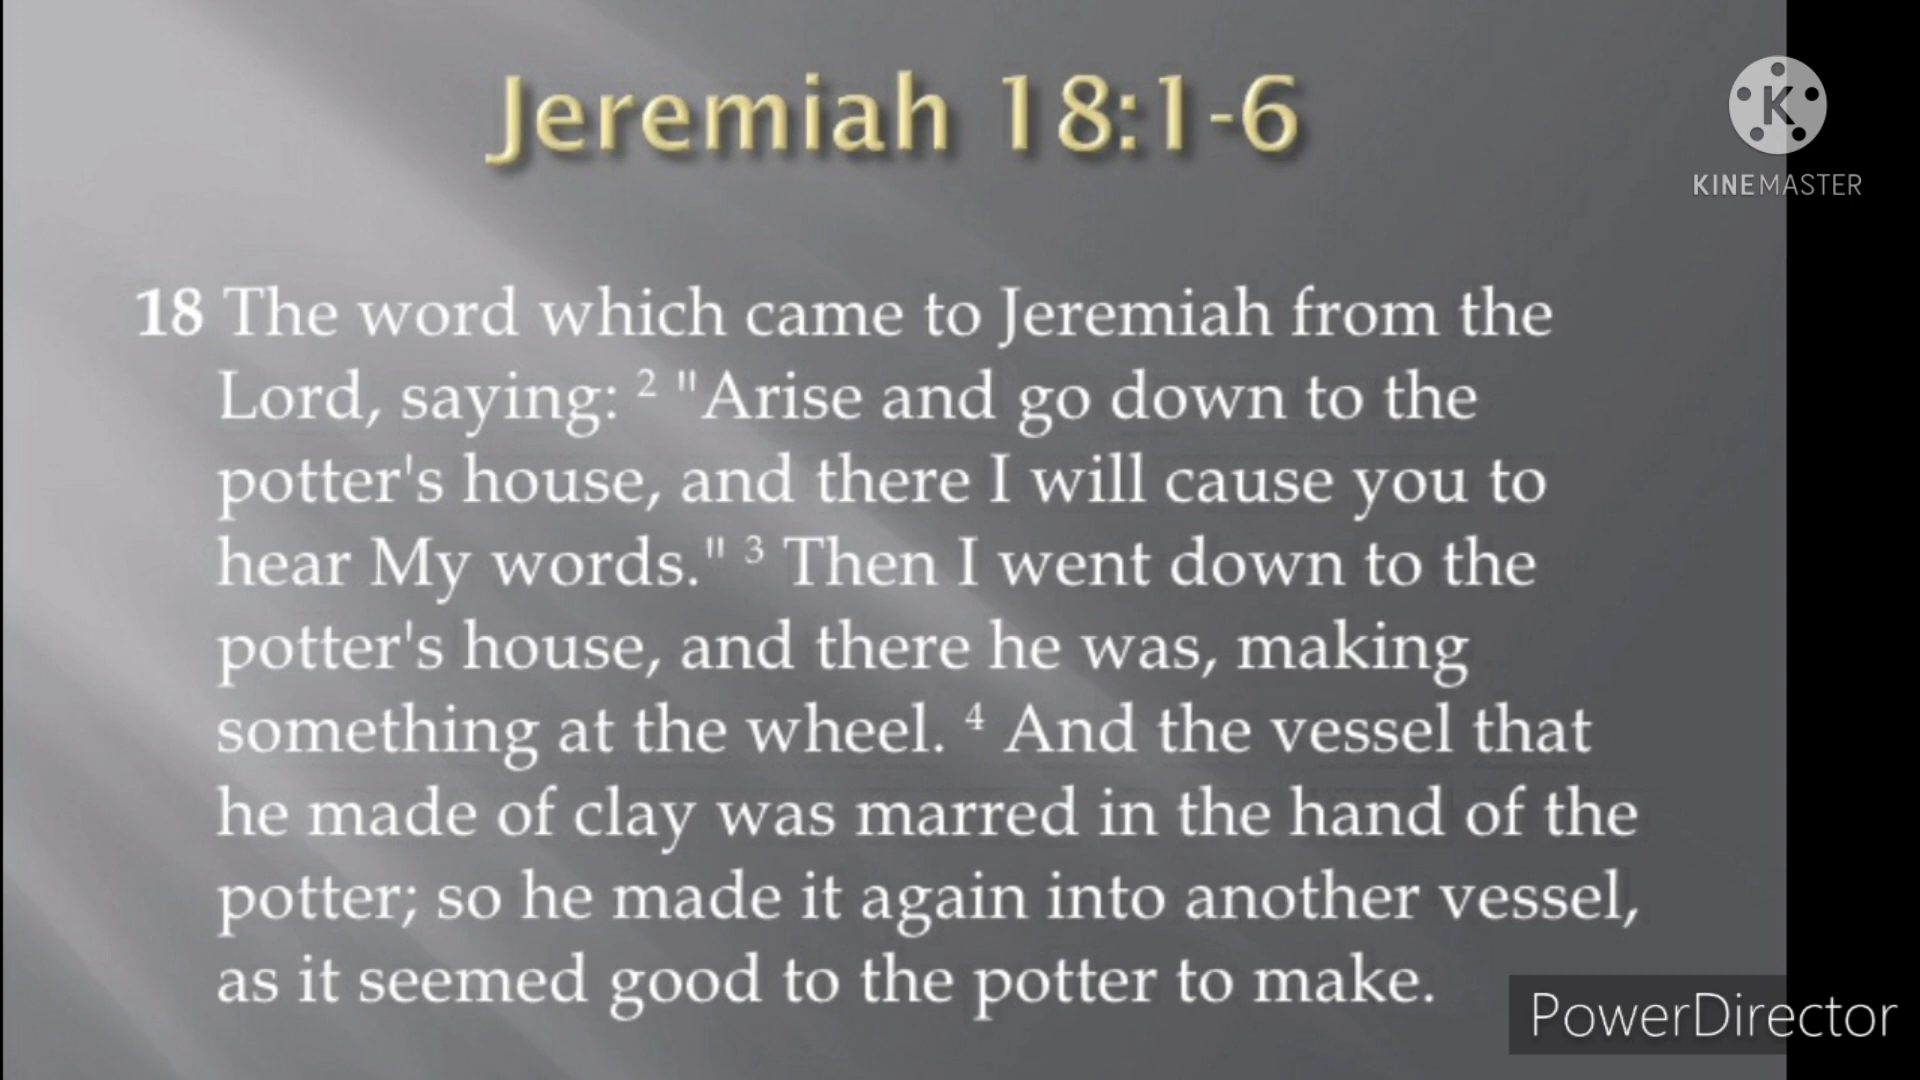 Jeremiah 18:1-6
K
KINEMASTER
18 The word which came to Jeremiah from the
Lord, saying: 2 "Arise and go down to the
potter's house, and there I will cause you to
hear My words." 3 Then I went down to the
potter's house, and there he was, making
something at the wheel. 4 And the vessel that
he made of clay was marred in the hand of the
potter; so he made it again into another vessel,
as it seemed good to the potter to make.
PowerDirector